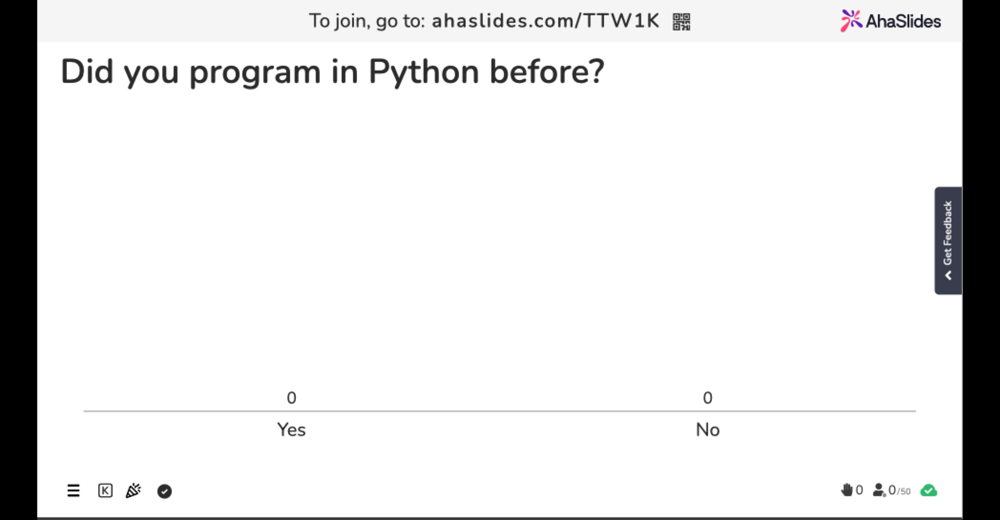 To join, go to: ahaslides.com/TTW1K
AhaSlides
Did you program in Python before?
Get Feedback
0 0
Yes No
K
0 0/50